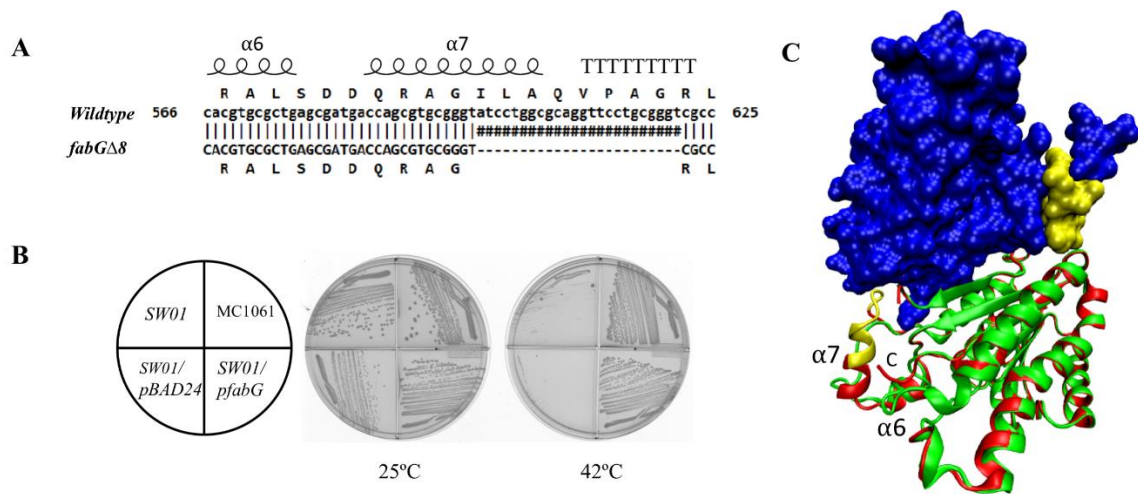 A
α6 α7 TTTTTTTTT
R A L S D D Q R A G I L A Q V P A G R L
Wildtype 566 cacgtgcgctgagcgatgaccagcgtgcgggtatcctggcgcaggttcctgcgggtcgcc 625
||||||||||||||||||||||||||||||||########################||||
fabGΔ8 CACGTGCGCTGAGCGATGACCAGCGTGCGGGT------------------------CGCC
R A L S D D Q R A G R L
B
SW01 MC1061
SW01/ SW01/
pBAD24 pfabG
25ºC 42ºC
C
α7
C
α6